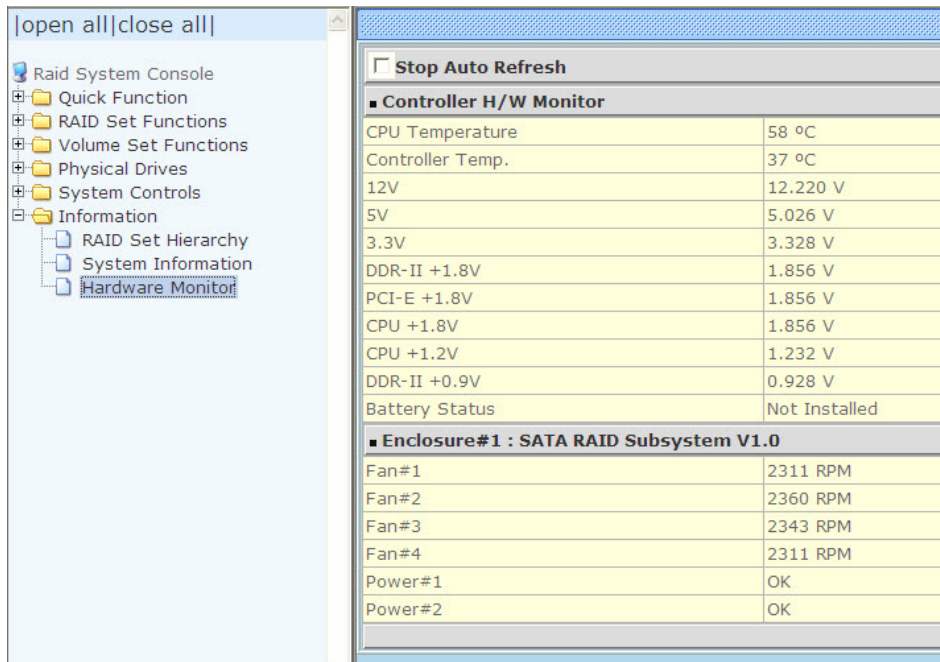 |open all|close all|
Raid System Console
Quick Function
RAID Set Functions
Volume Set Functions
Physical Drives
System Controls
Information
RAID Set Hierarchy
System Information
Hardware Monitor
Stop Auto Refresh
Controller H/W Monitor
CPU Temperature 58 ºC
Controller Temp. 37 ºC
12V 12.220 V
5V 5.026 V
3.3V 3.328 V
DDR-II +1.8V 1.856 V
PCI-E +1.8V 1.856 V
CPU +1.8V 1.856 V
CPU +1.2V 1.232 V
DDR-II +0.9V 0.928 V
Battery Status Not Installed
Enclosure#1 : SATA RAID Subsystem V1.0
Fan#1 2311 RPM
Fan#2 2360 RPM
Fan#3 2343 RPM
Fan#4 2311 RPM
Power#1 OK
Power#2 OK